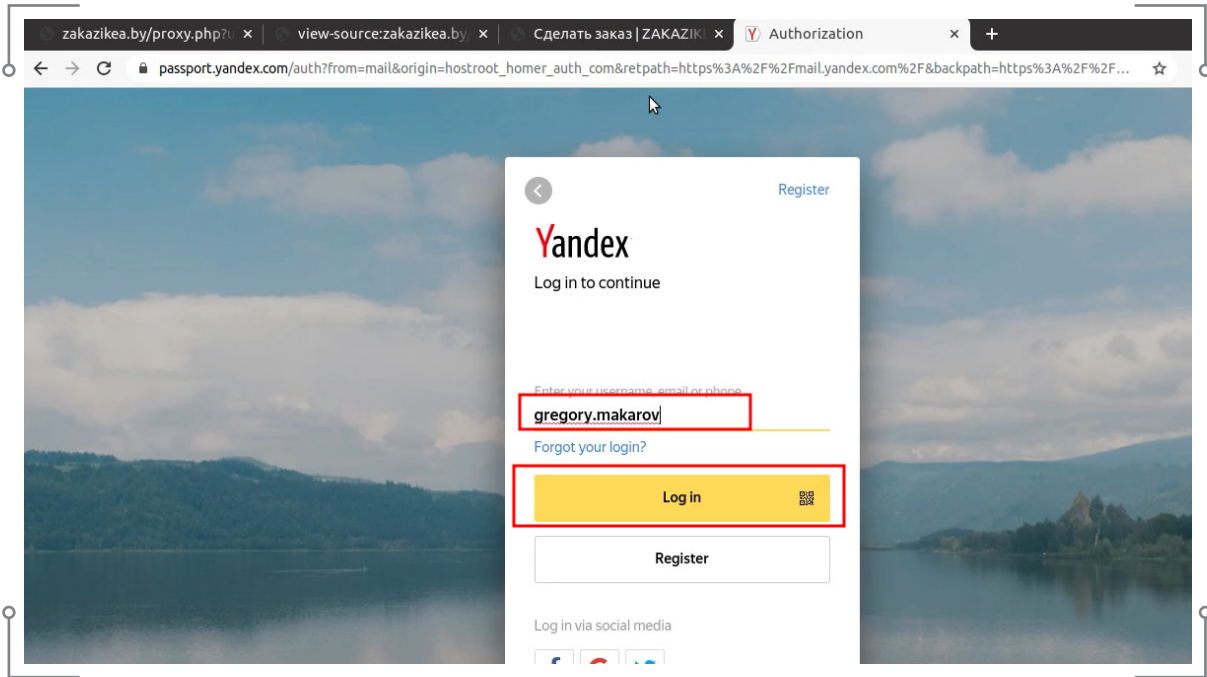 zakazikea.by/proxy.php?u
view-source:zakazikea.by/
Сделать заказ | ZAKAZIKE
Authorization
passport.yandex.com/auth?from=mail&origin=hostroot_homer_auth_com&retpath=https%3A%2F%2Fmail.yandex.com%2F&backpath=https%3A%2F%2F...
Register
Yandex
Log in to continue
Enter your username, email or phone
gregory.makarov
Forgot your login?
Log in
Register
Log in via social media